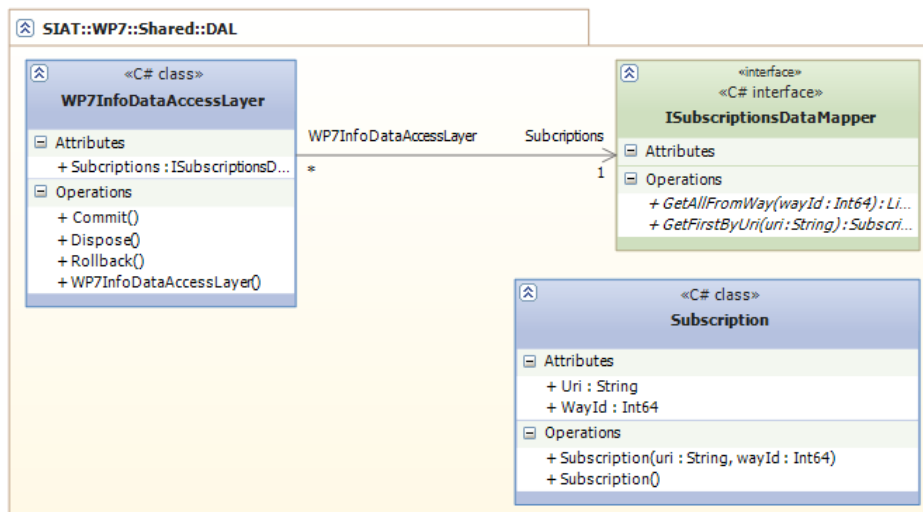 SIAT::WP7::Shared::DAL
«C# class»
WP7InfoDataAccessLayer
Attributes
+ Subcriptions : ISubscriptionsD...
Operations
+ Commit()
+ Dispose()
+ Rollback()
+ WP7InfoDataAccessLayer()
WP7InfoDataAccessLayer
Subcriptions
*
1
«interface»
«C# interface»
ISubscriptionsDataMapper
Attributes
Operations
+ GetAllFromWay(wayId : Int64) : Li...
+ GetFirstByUri(uri : String) : Subscri...
«C# class»
Subscription
Attributes
+ Uri : String
+ WayId : Int64
Operations
+ Subscription(uri : String, wayId : Int64)
+ Subscription()